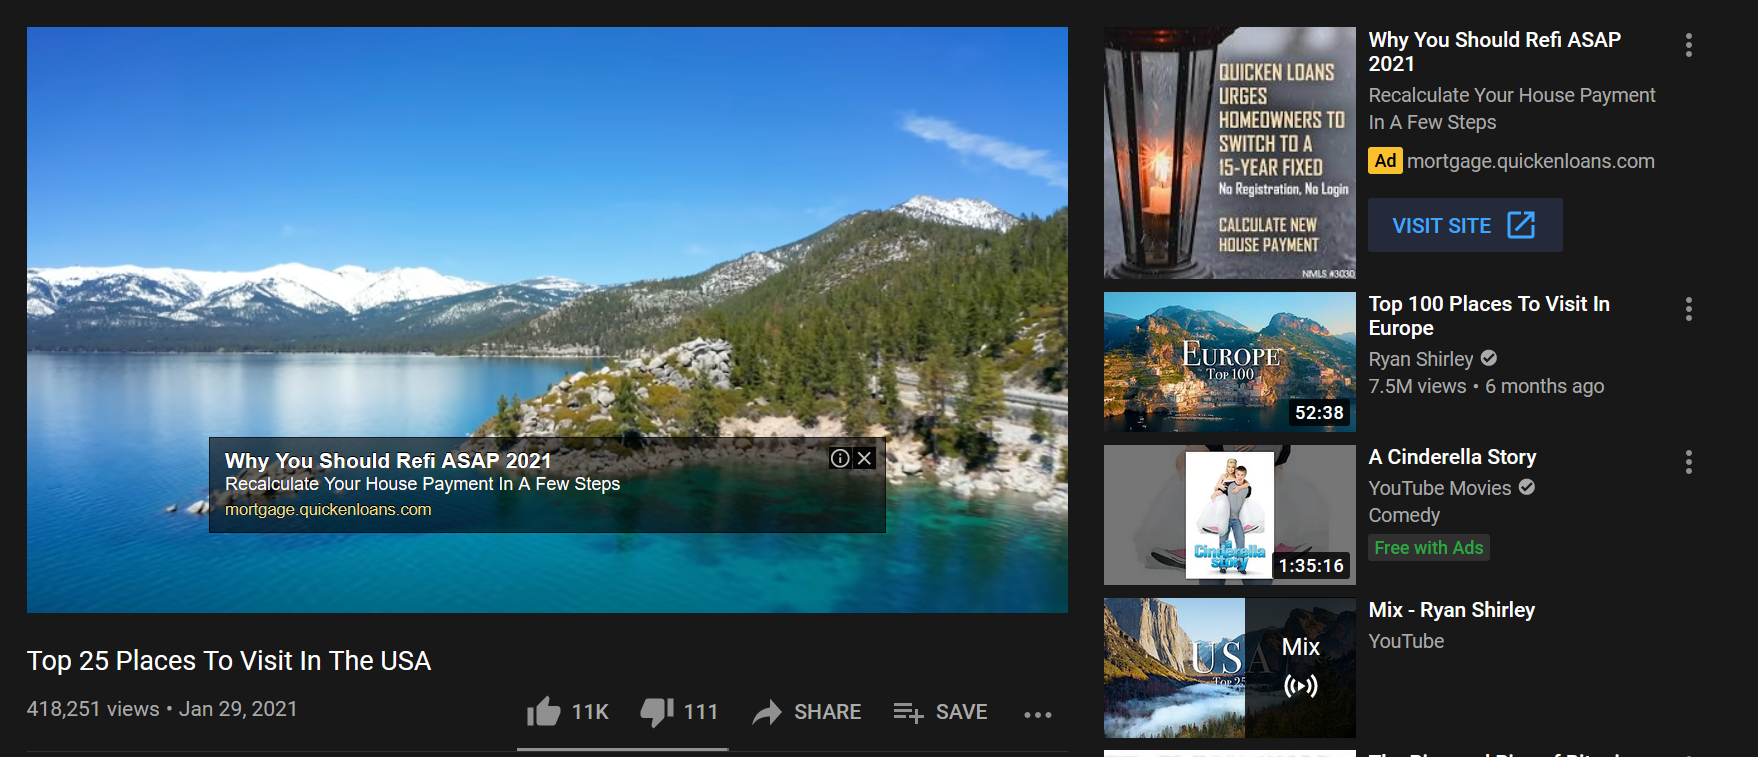 Why You Should Refi ASAP 2021
Recalculate Your House Payment In A Few Steps
mortgage.quickenloans.com
Top 25 Places To Visit In The USA
418,251 views • Jan 29, 2021
11K
111
SHARE
SAVE
QUICKEN LOANS
URGES
HOMEOWNERS TO
SWITCH TO A
15-YEAR FIXED
No Registration, No Login
CALCULATE NEW
HOUSE PAYMENT
NMLS #3030
Why You Should Refi ASAP
2021
Recalculate Your House Payment
In A Few Steps
Ad mortgage.quickenloans.com
VISIT SITE
EUROPE
TOP 100
52:38
Top 100 Places To Visit In
Europe
Ryan Shirley
7.5M views • 6 months ago
a
Cinderella
Story
1:35:16
A Cinderella Story
YouTube Movies
Comedy
Free with Ads
USA
Top 25
Mix
Mix - Ryan Shirley
YouTube